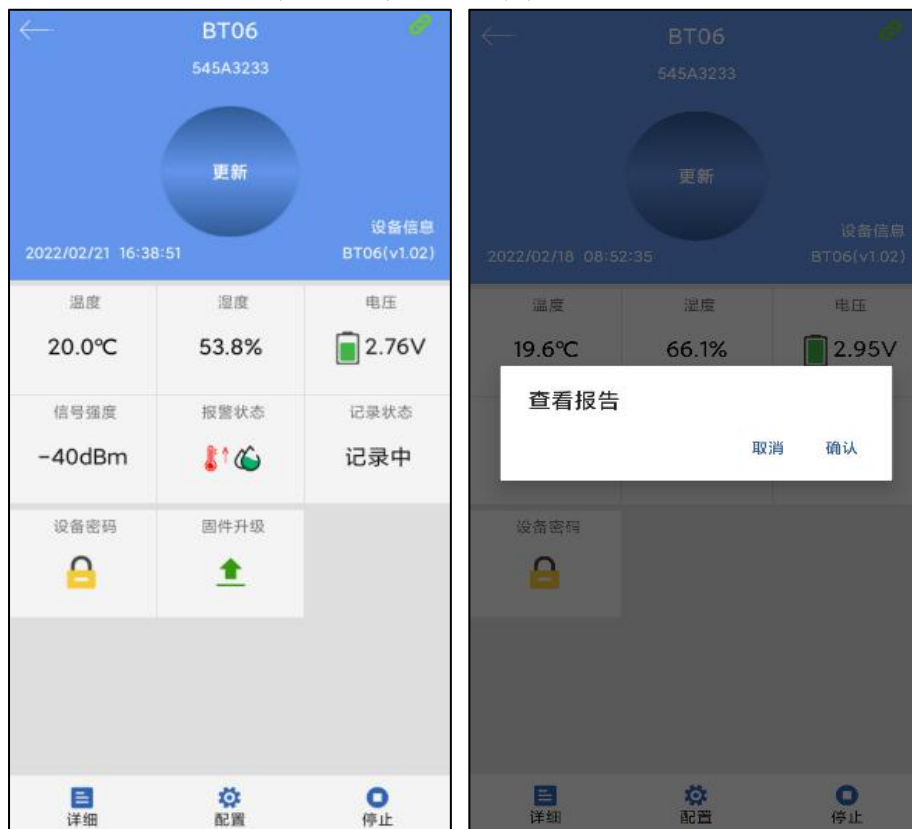 BT06
545A3233
更新
设备信息
2022/02/21 16:38:51
BT06(v1.02)
温度
湿度
电压
20.0℃
53.8%
2.76V
信号强度
报警状态
记录状态
-40dBm
记录中
设备密码
固件升级
详细
配置
停止
BT06
545A3233
更新
设备信息
2022/02/18 08:52:35
BT06(v1.02)
温度
湿度
电压
19.6℃
66.1%
2.95V
查看报告
取消
确认
设备密码
详细
配置
停止